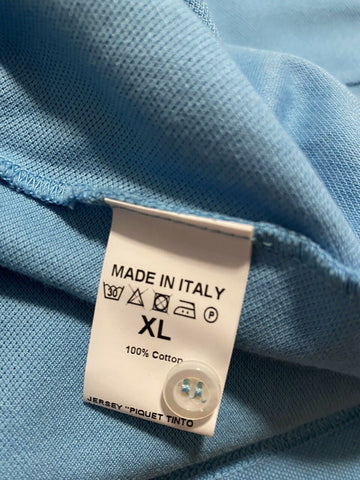 MADE IN ITALY
30 P
XL
100% Cotton
JERSEY "PIQUET TINTO